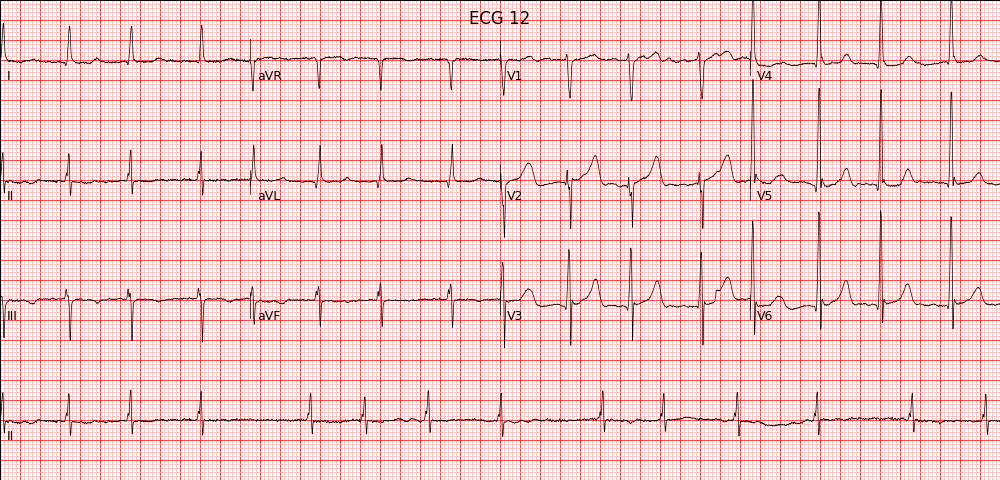 ECG 12
I aVR V1 V4
II aVL V2 V5
III aVF V3 V6
II